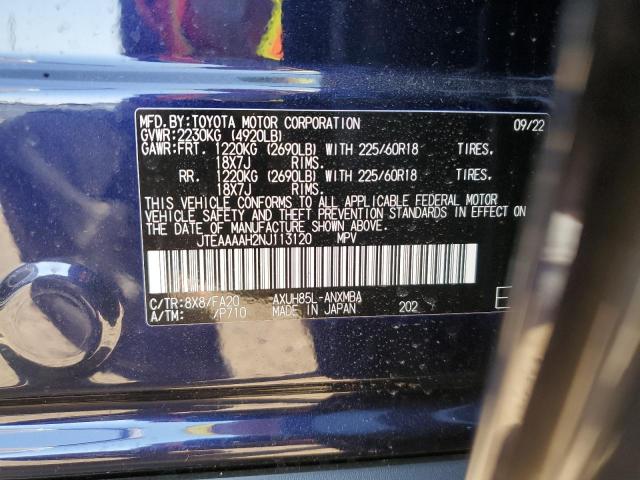 MFD.BY:TOYOTA MOTOR CORPORATION 09/22
GVWR:2230KG (4920LB)
GAWR:FRT. 1220KG (2690LB) WITH 225/60R18 TIRES.
18X7J RIMS.
RR. 1220KG (2690LB) WITH 225/60R18 TIRES.
18X7J RIMS.
THIS VEHICLE CONFORMS TO ALL APPLICABLE FEDERAL MOTOR
VEHICLE SAFETY AND THEFT PREVENTION STANDARDS IN EFFECT ON
THE DATE OF MANUFACTURE SHOWN ABOVE.
JTEAAAAH2NJ113120 MPV
C/TR:8X8/FA20 AXUH85L-ANXMBA
A/TM: /P710 MADE IN JAPAN 202
E